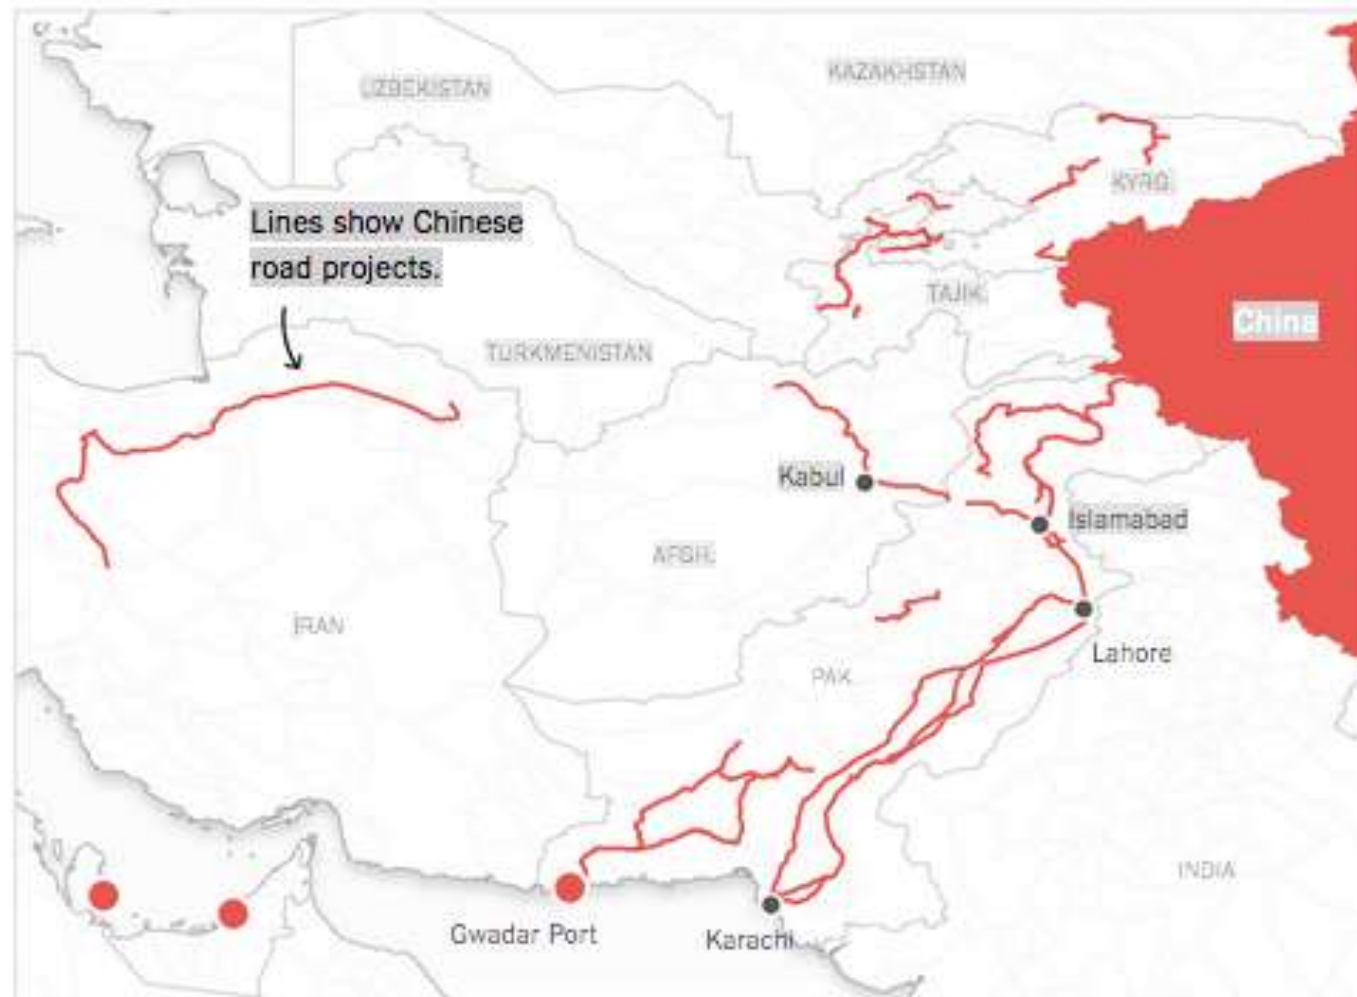 KAZAKHSTAN
UZBEKISTAN
KYRG.
Lines show Chinese
road projects.
TAJIK.
China
TURKMENISTAN
Kabul
Islamabad
AFGH.
IRAN
Lahore
PAK.
INDIA
Gwadar Port
Karachi